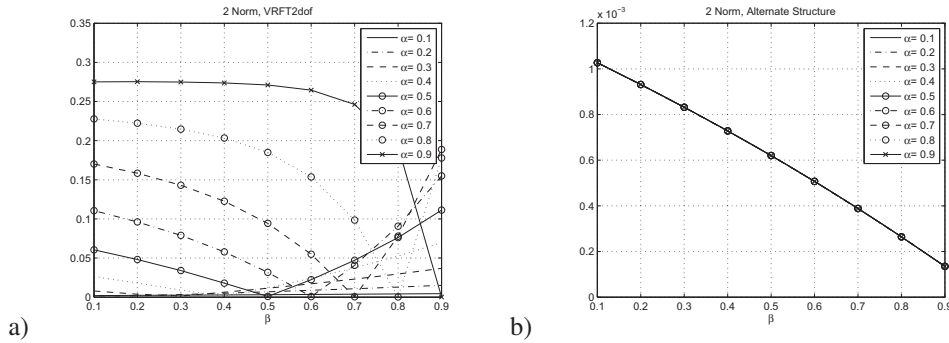 2 Norm, VRFT2dof
0.35
0.3
0.25
0.2
0.15
0.1
0.05
0
0.1 0.2 0.3 0.4 0.5 0.6 0.7 0.8 0.9
β
α= 0.1
α= 0.2
α= 0.3
α= 0.4
α= 0.5
α= 0.6
α= 0.7
α= 0.8
α= 0.9
a)
2 Norm, Alternate Structure
x 10⁻³
1.2
1
0.8
0.6
0.4
0.2
0
0.1 0.2 0.3 0.4 0.5 0.6 0.7 0.8 0.9
β
α= 0.1
α= 0.2
α= 0.3
α= 0.4
α= 0.5
α= 0.6
α= 0.7
α= 0.8
α= 0.9
b)